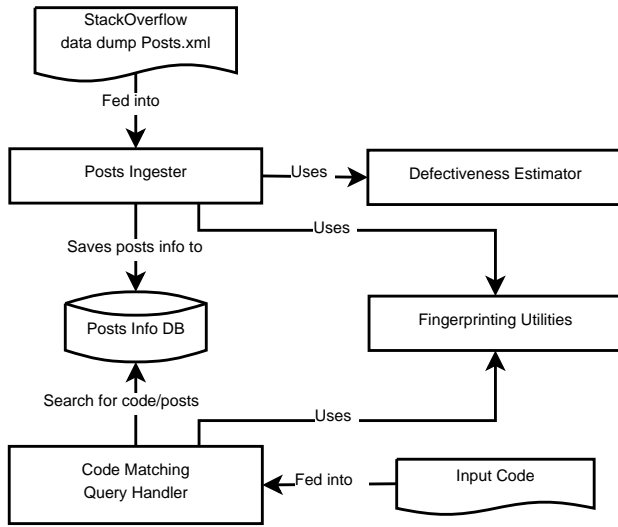 StackOverflow
data dump Posts.xml
Fed into
Posts Ingester
Uses
Defectiveness Estimator
Uses
Saves posts info to
Posts Info DB
Fingerprinting Utilities
Search for code/posts
Uses
Code Matching
Query Handler
Fed into
Input Code